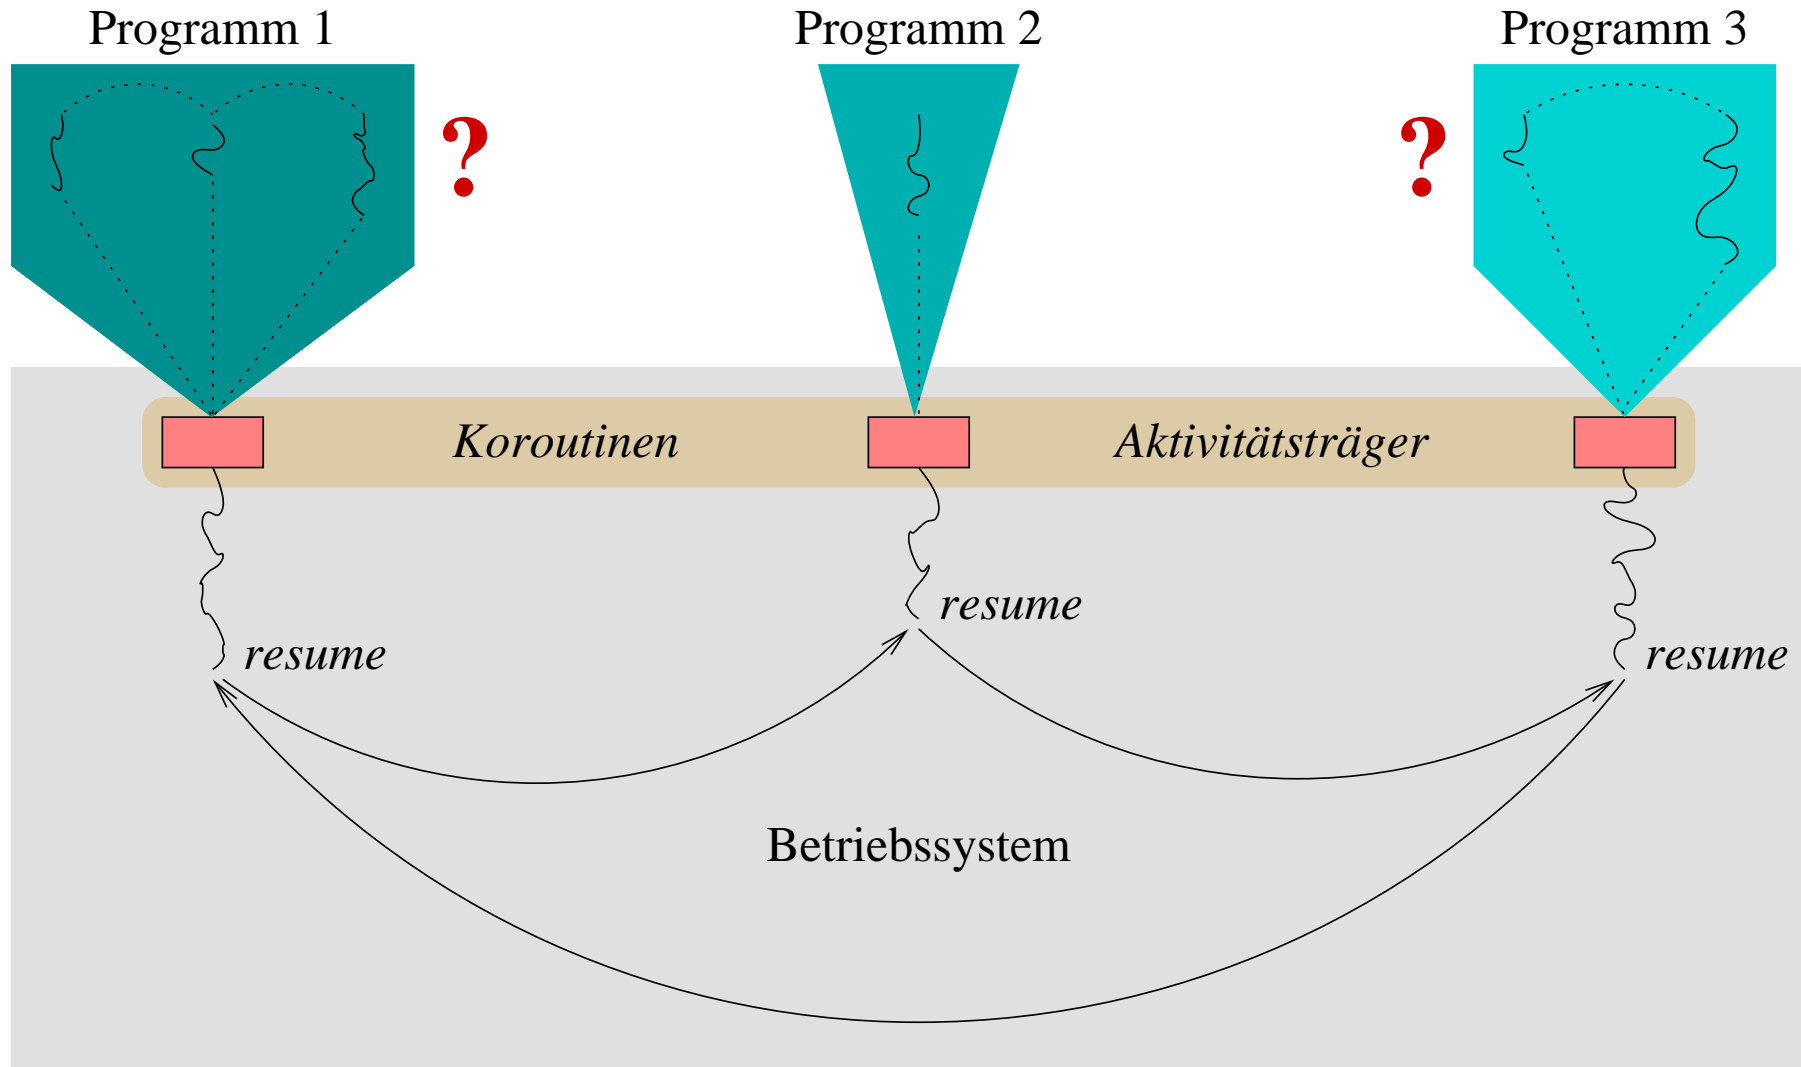 Programm 1
Programm 2
Programm 3
?
?
Koroutinen
Aktivitätsträger
resume
resume
resume
Betriebssystem